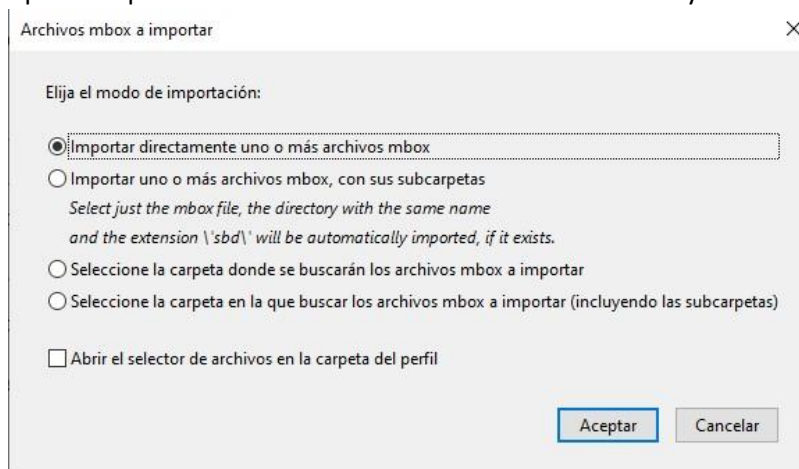 Archivos mbox a importar
Elija el modo de importación:
Importar directamente uno o más archivos mbox
Importar uno o más archivos mbox, con sus subcarpetas
Select just the mbox file, the directory with the same name
and the extension \'sbd\' will be automatically imported, if it exists.
Seleccione la carpeta donde se buscarán los archivos mbox a importar
Seleccione la carpeta en la que buscar los archivos mbox a importar (incluyendo las subcarpetas)
Abrir el selector de archivos en la carpeta del perfil
Aceptar Cancelar